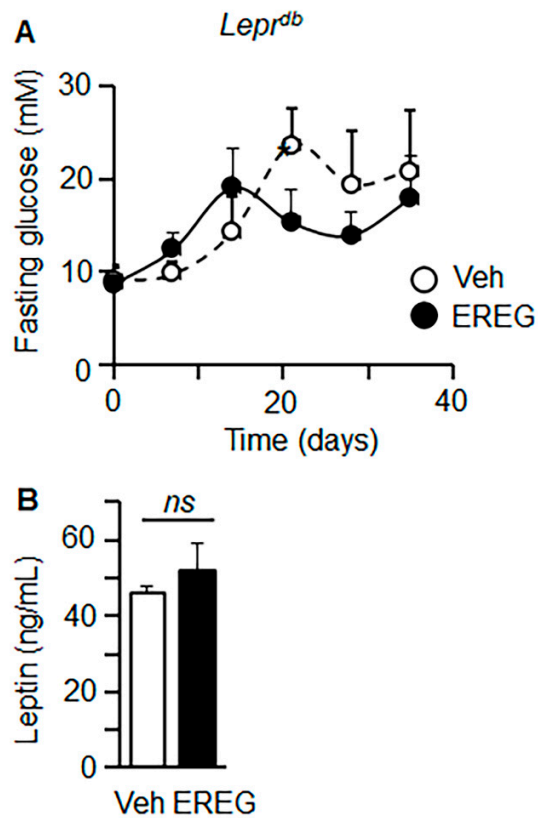 A
Lepr^db
Fasting glucose (mM)
30
20
10
0
0
20
40
Time (days)
Veh
EREG
B
ns
Leptin (ng/mL)
60
40
20
0
Veh EREG